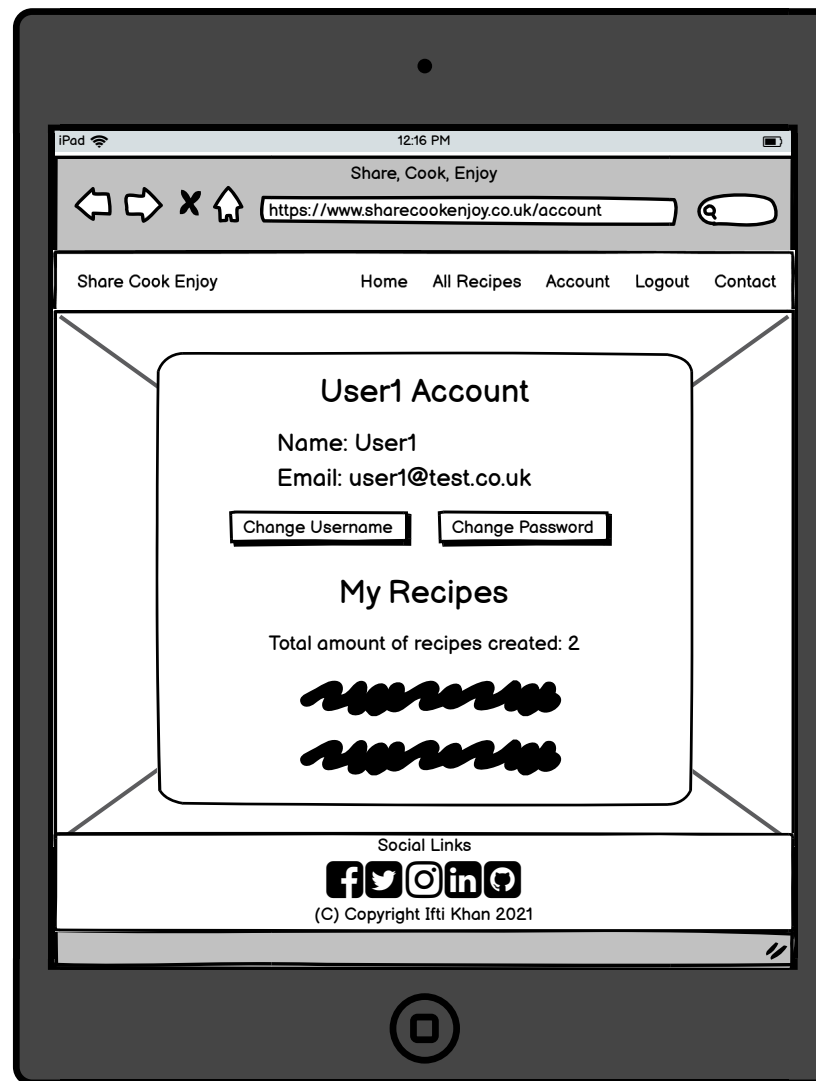 iPad 12:16 PM
Share, Cook, Enjoy
https://www.sharecookenjoy.co.uk/account
Share Cook Enjoy Home All Recipes Account Logout Contact
User1 Account
Name: User1
Email: user1@test.co.uk
Change Username Change Password
My Recipes
Total amount of recipes created: 2
Social Links
(C) Copyright Ifti Khan 2021